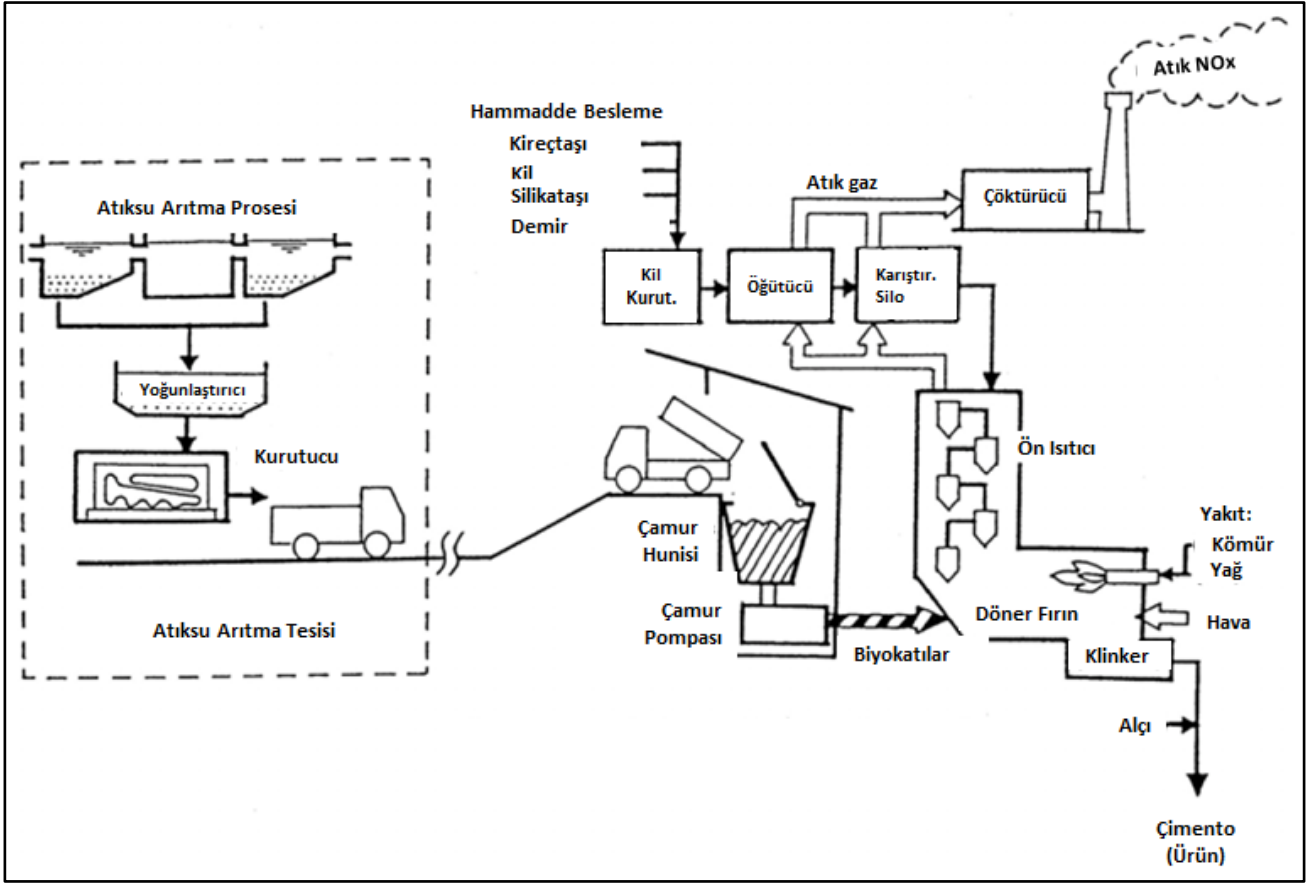 Atık NOx
Hammadde Besleme
Kireçtaşı
Kil
Silikataşı
Demir
Atık gaz
Çöktürücü
Atıksu Arıtma Prosesi
Kil
Kurut.
Öğütücü
Karıştır.
Silo
Yoğunlaştırıcı
Kurutucu
Ön Isıtıcı
Çamur
Hunisi
Yakıt:
Kömür
Yağ
Çamur
Pompası
Döner Fırın
Hava
Atıksu Arıtma Tesisi
Biyokatılar
Klinker
Alçı
Çimento
(Ürün)